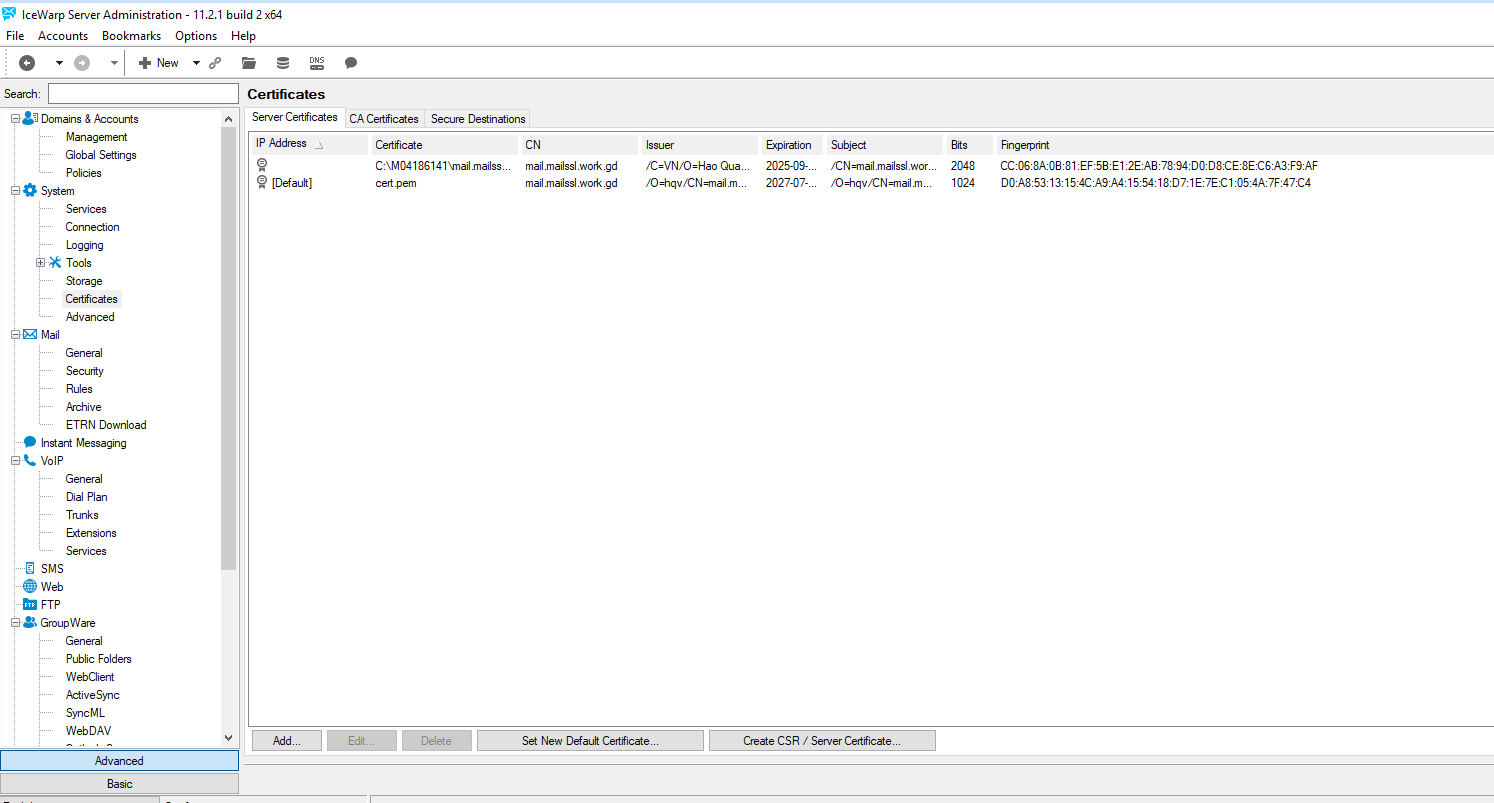 IceWarp Server Administration - 11.2.1 build 2 x64
File Accounts Bookmarks Options Help
New DNS
Search:
Domains & Accounts
Management
Global Settings
Policies
System
Services
Connection
Logging
Tools
Storage
Certificates
Advanced
Mail
General
Security
Rules
Archive
ETRN Download
Instant Messaging
VoIP
General
Dial Plan
Trunks
Extensions
Services
SMS
Web
FTP
GroupWare
General
Public Folders
WebClient
ActiveSync
SyncML
WebDAV
Advanced
Basic
Certificates
Server Certificates CA Certificates Secure Destinations
IP Address Certificate CN Issuer Expiration Subject Bits Fingerprint
C:\M04186141\mail.mailss... mail.mailssl.work.gd /C=VN/O=Hao Qua... 2025-09-... /CN=mail.mailssl.wor... 2048 CC:06:8A:0B:81:EF:5B:E1:2E:AB:78:94:D0:D8:CE:8E:C6:A3:F9:AF
[Default] cert.pem mail.mailssl.work.gd /O=hqv/CN=mail.m... 2027-07-... /O=hqv/CN=mail.m... 1024 D0:A8:53:13:15:4C:A9:A4:15:54:18:D7:1E:7E:C1:05:4A:7F:47:C4
Add... Edit... Delete Set New Default Certificate... Create CSR / Server Certificate...